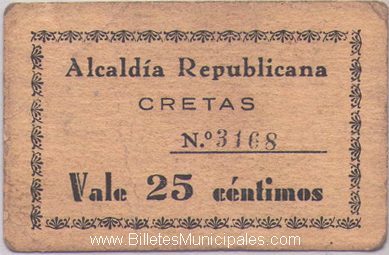 Alcaldía Republicana
CRETAS
N.º 3168
Vale 25 céntimos
www.BilletesMunicipales.com